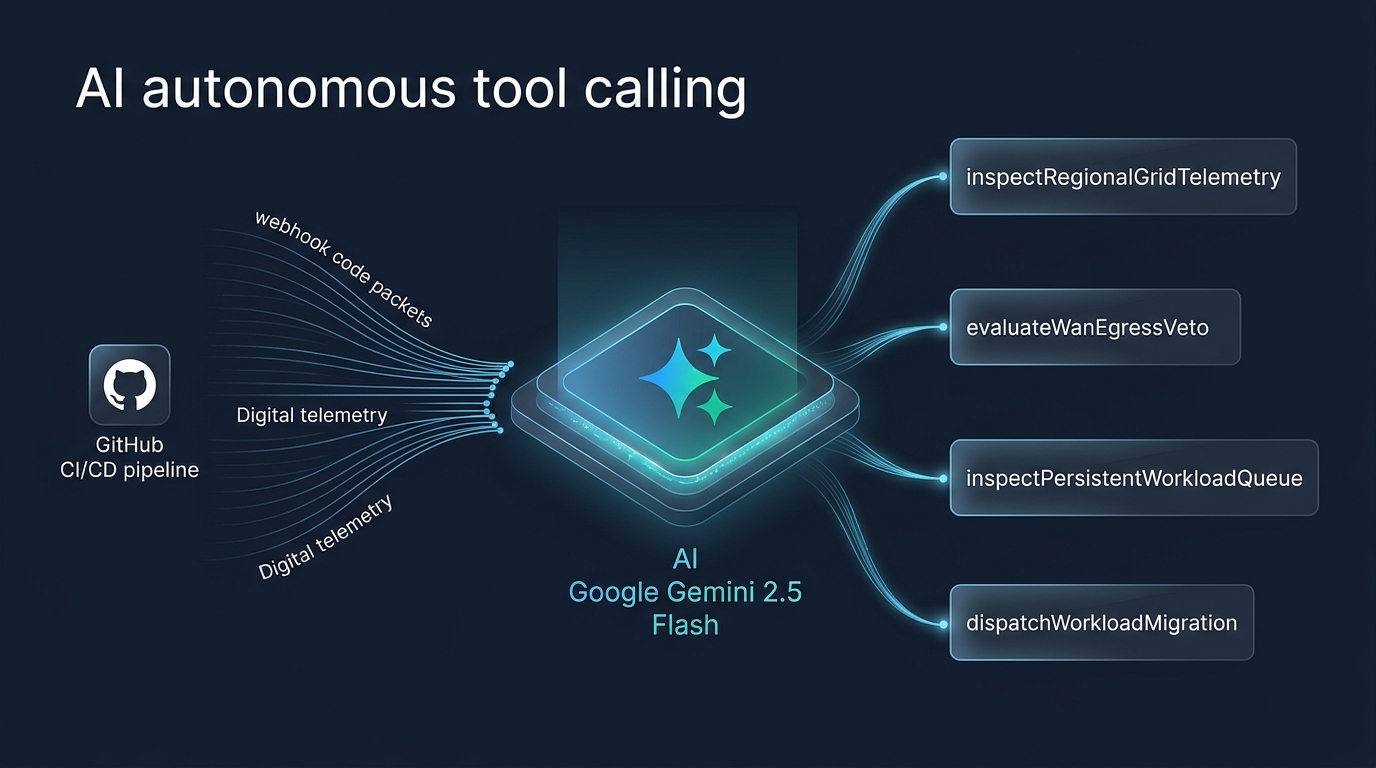 AI autonomous tool calling
webhook code packets
Digital telemetry
GitHub
CI/CD pipeline
Digital telemetry
AI
Google Gemini 2.5
Flash
inspectRegionalGridTelemetry
evaluateWanEgressVeto
inspectPersistentWorkloadQueue
dispatchWorkloadMigration